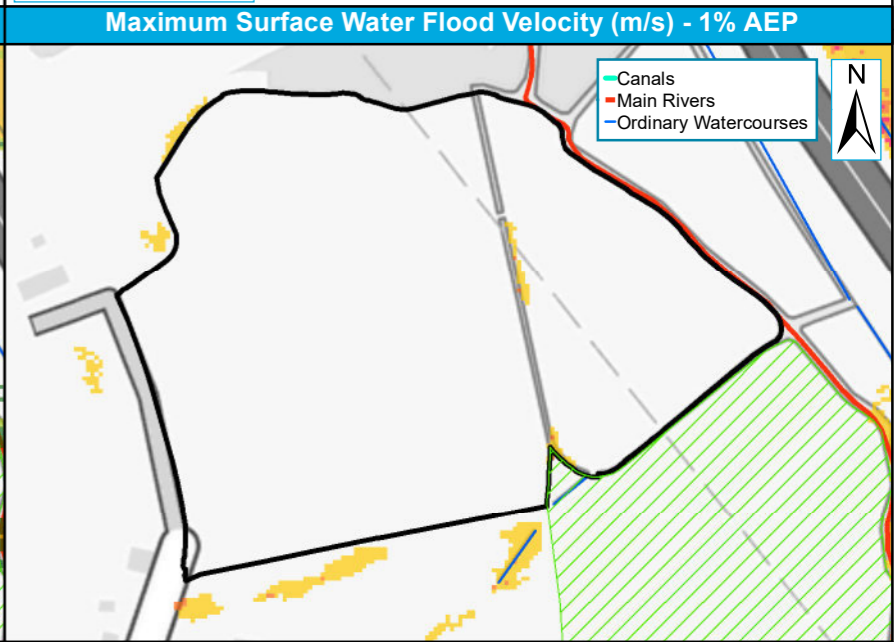 Maximum Surface Water Flood Velocity (m/s) - 1% AEP
Canals
Main Rivers
Ordinary Watercourses
N